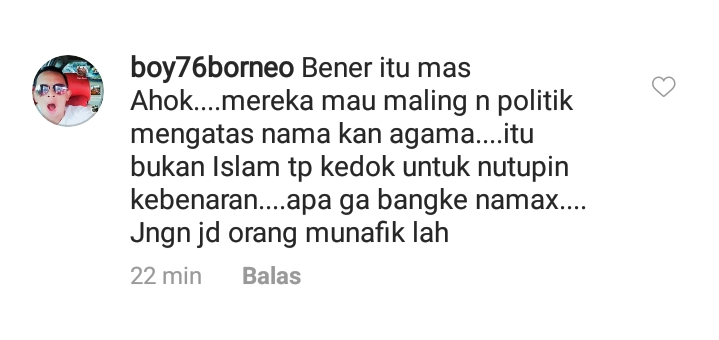 boy76borneo Bener itu mas
Ahok....mereka mau maling n politik
mengatas nama kan agama....itu
bukan Islam tp kedok untuk nutupin
kebenaran....apa ga bangke namax....
Jngn jd orang munafik lah
22 min Balas